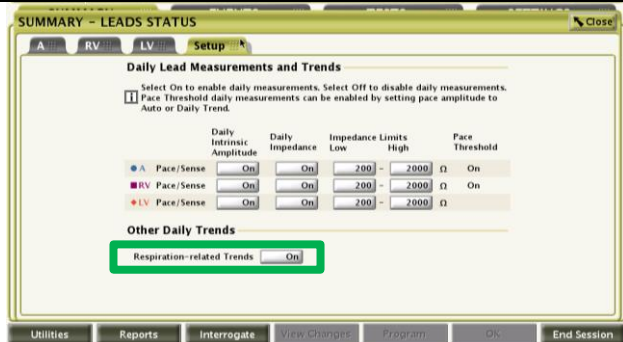 SUMMARY - LEADS STATUS
Close
A RV LV Setup
Daily Lead Measurements and Trends
Select On to enable daily measurements. Select Off to disable daily measurements.
Pace Threshold daily measurements can be enabled by setting pace amplitude to
Auto or Daily Trend.
Daily Intrinsic Amplitude
Daily Impedance
Impedance Limits
Low High
Pace Threshold
A Pace/Sense On On 200 - 2000 Ω On
RV Pace/Sense On On 200 - 2000 Ω On
LV Pace/Sense On On 200 - 2000 Ω
Other Daily Trends
Respiration-related Trends On
Utilities Reports Interrogate View Changes Program OK End Session